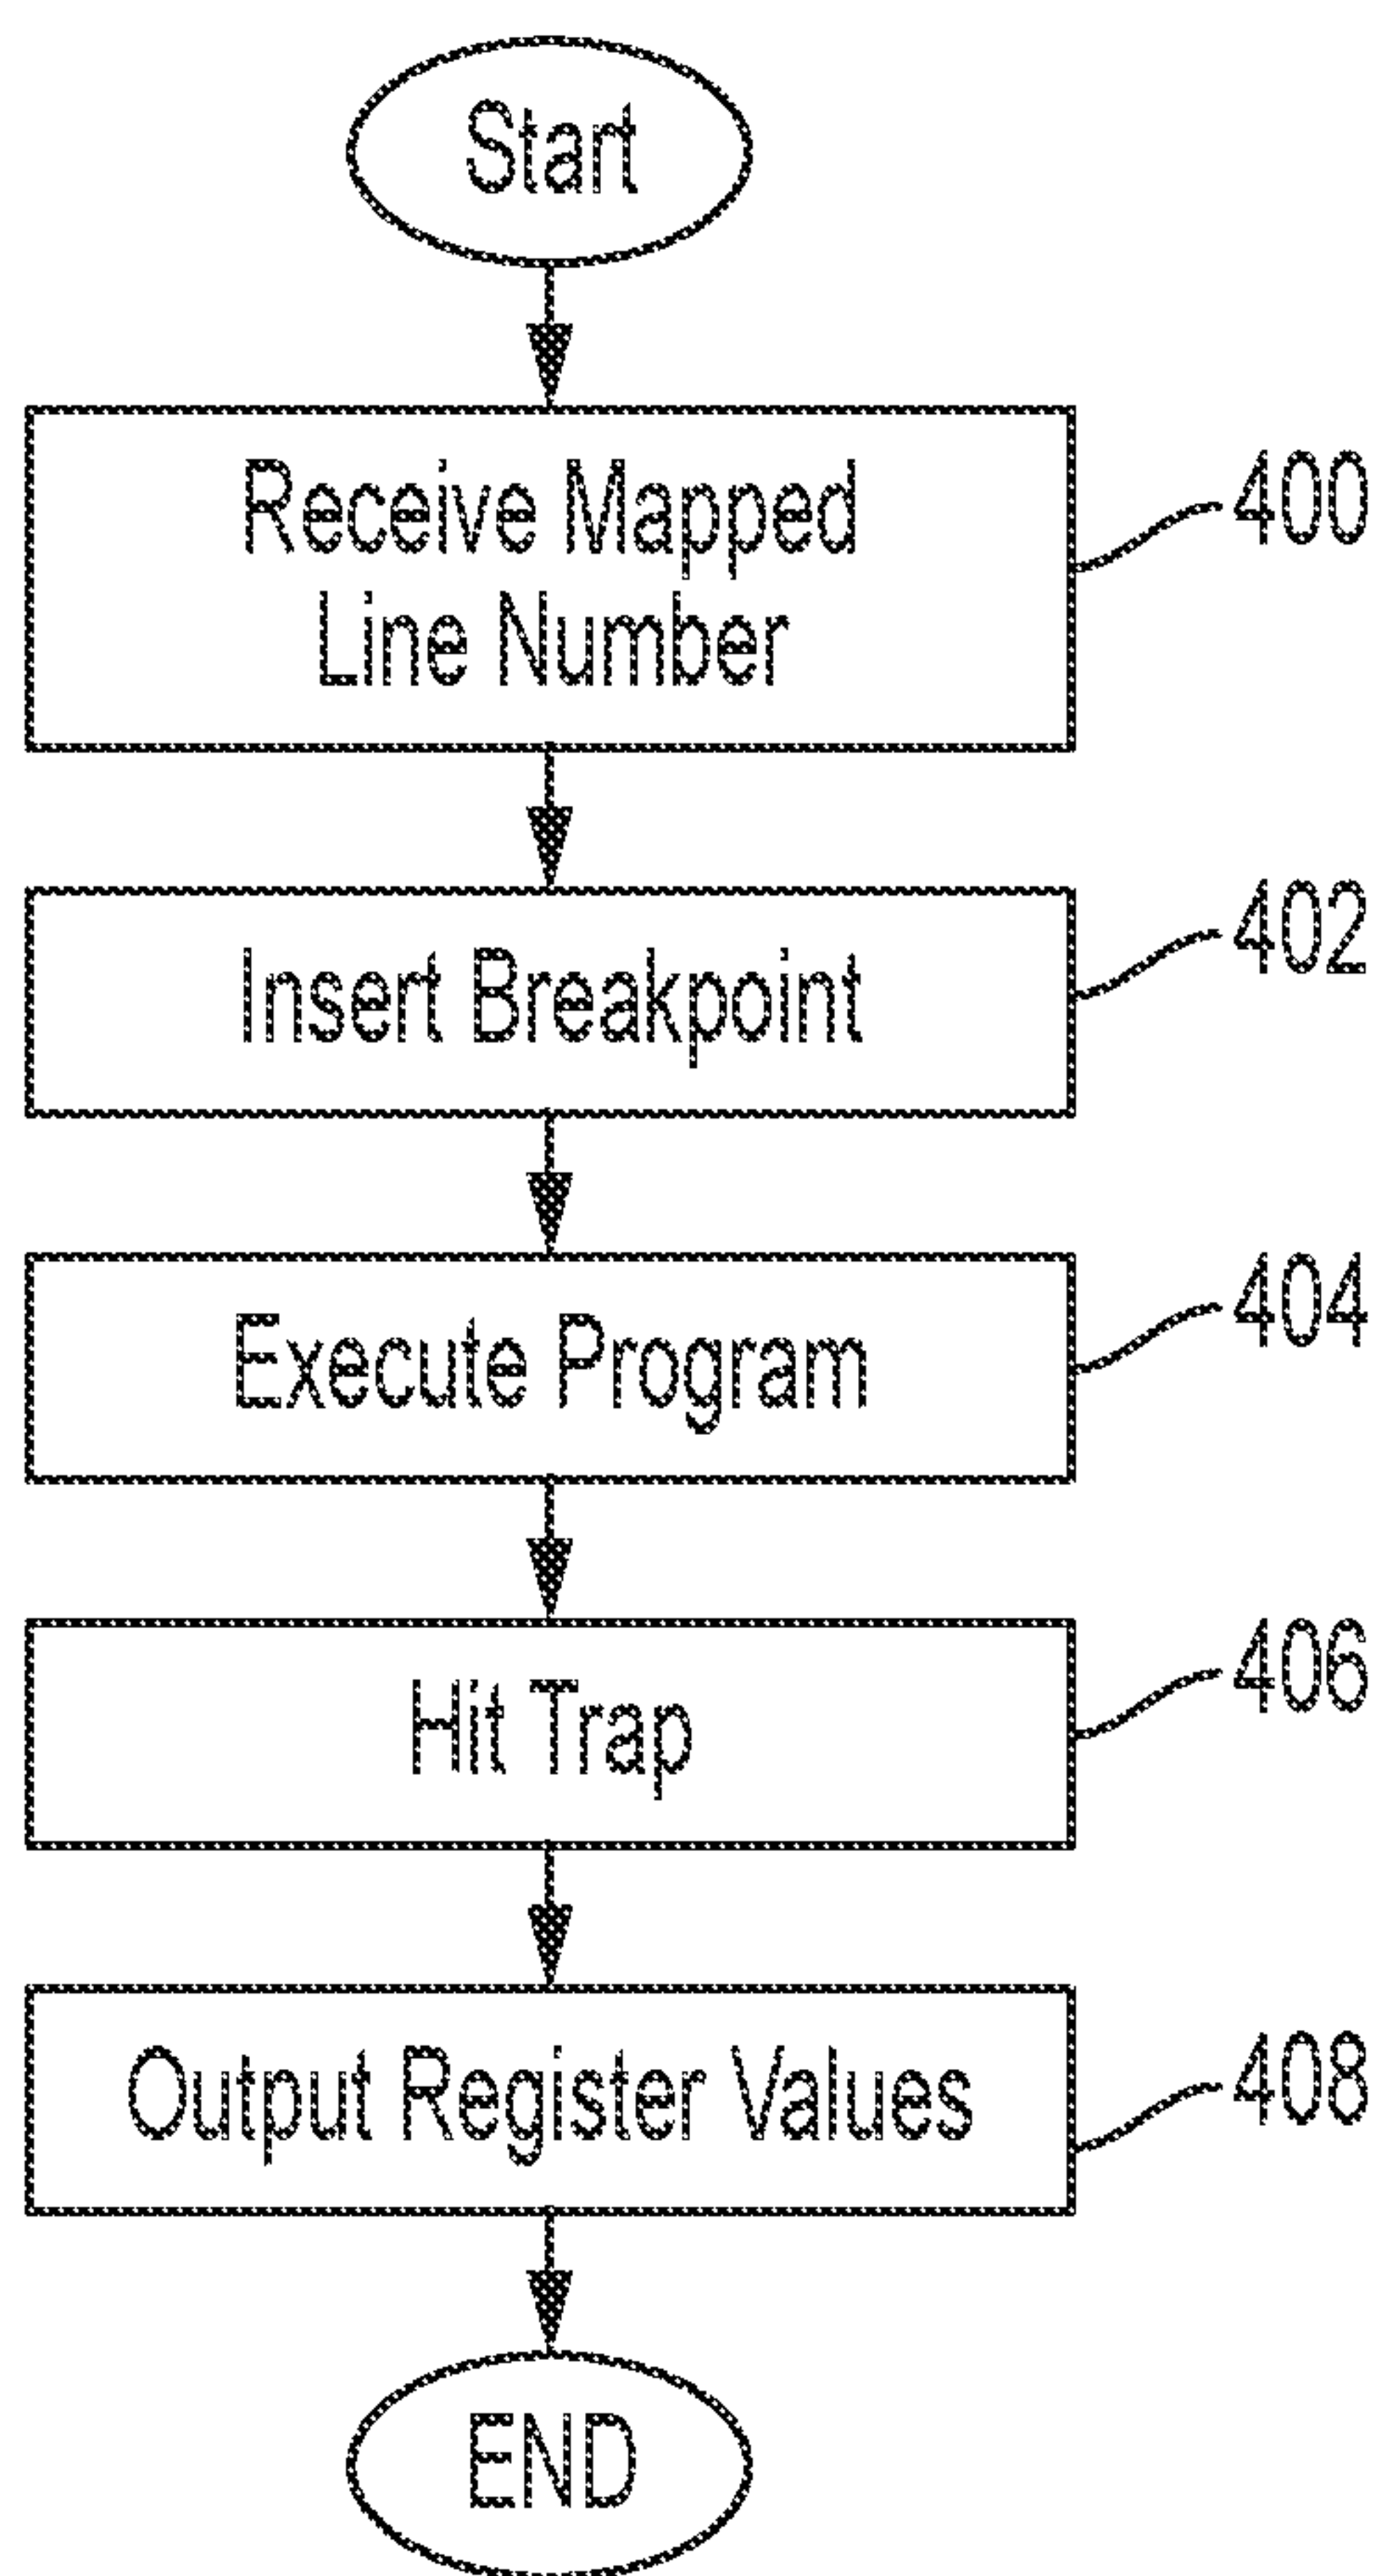 Start
Receive Mapped
Line Number
400
Insert Breakpoint
402
Execute Program
404
Hit Trap
406
Output Register Values
408
END